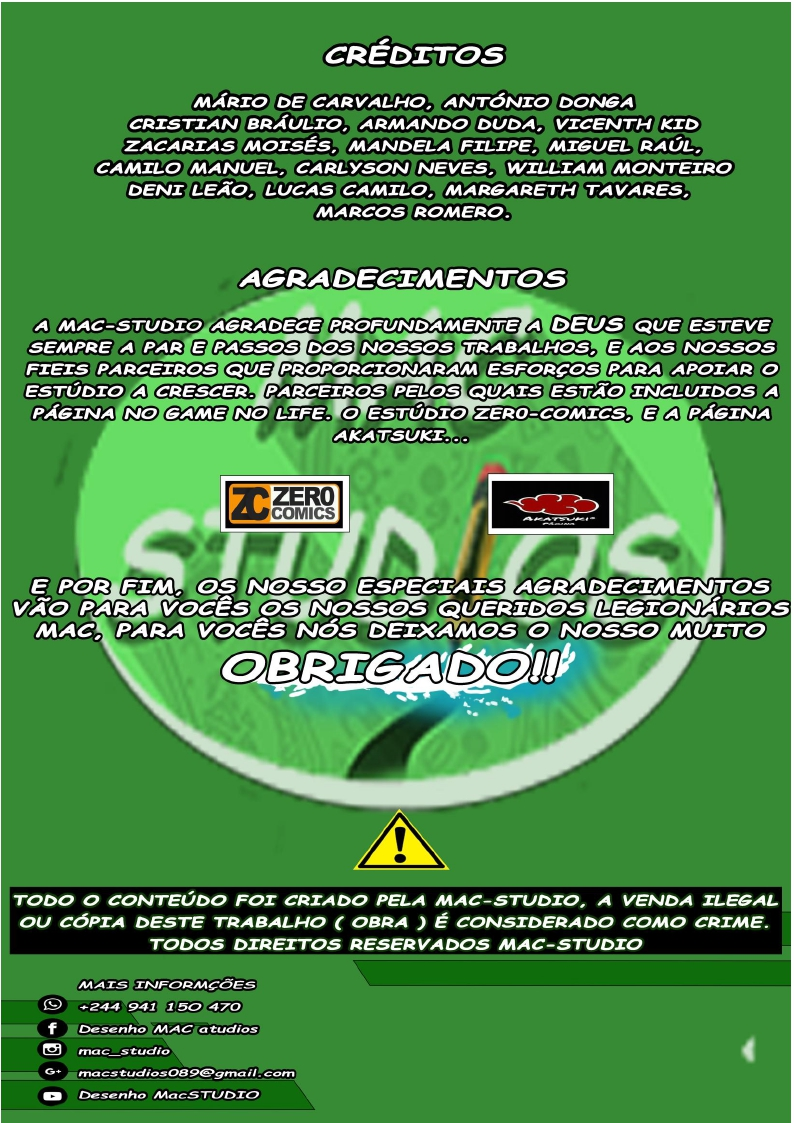 CRÉDITOS
MÁRIO DE CARVALHO, ANTÓNIO DONGA
CRISTIAN BRÁULIO, ARMANDO DUDA, VICENTH KID
ZACARIAS MOISÉS, MANDELA FILIPE, MIGUEL RAÚL,
CAMILO MANUEL, CARLYSON NEVES, WILLIAM MONTEIRO
DENI LEÃO, LUCAS CAMILO, MARGARETH TAVARES,
MARCOS ROMERO.
AGRADECIMENTOS
A MAC-STUDIO AGRADECE PROFUNDAMENTE A DEUS QUE ESTEVE
SEMPRE A PAR E PASSOS DOS NOSSOS TRABALHOS, E AOS NOSSOS
FIEIS PARCEIROS QUE PROPORCIONARAM ESFORÇOS PARA APOIAR O
ESTÚDIO A CRESCER. PARCEIROS PELOS QUAIS ESTÃO INCLUIDOS A
PÁGINA NO GAME NO LIFE. O ESTÚDIO ZER0-COMICS, E A PÁGINA
AKATSUKI...
MAC
STUDIOS
ZC ZER0
COMICS
AKATSUKI
PÁGINA
E POR FIM, OS NOSSO ESPECIAIS AGRADECIMENTOS
VÃO PARA VOCÊS OS NOSSOS QUERIDOS LEGIONÁRIOS
MAC, PARA VOCÊS NÓS DEIXAMOS O NOSSO MUITO
OBRIGADO!!
TODO O CONTEÚDO FOI CRIADO PELA MAC-STUDIO, A VENDA ILEGAL
OU CÓPIA DESTE TRABALHO ( OBRA ) É CONSIDERADO COMO CRIME.
TODOS DIREITOS RESERVADOS MAC-STUDIO
MAIS INFORMÇÕES
+244 941 150 470
Desenho MAC atudios
mac_studio
G+ macstudios089@gmail.com
Desenho MacSTUDIO